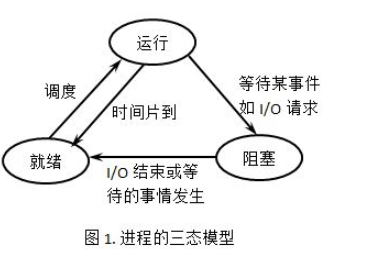 运行
调度
时间片到
等待某事件
如 I/O 请求
就绪
阻塞
I/O 结束或等
待的事情发生
图 1. 进程的三态模型